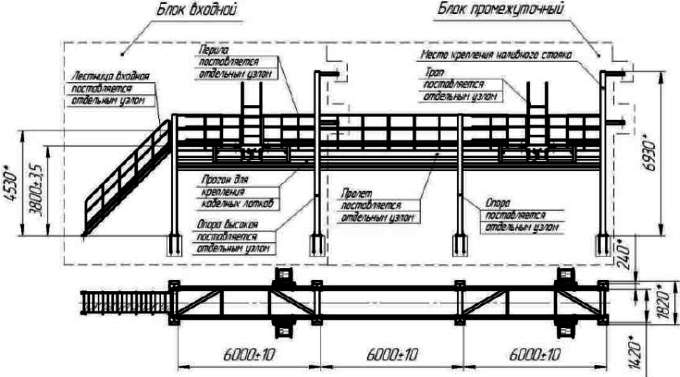 Блок входной
Блок промежуточный
Перила
поставляется
отдельным узлом
Место крепления наливного стояка
Лестница входная
поставляется
отдельным узлом
Трап
поставляется
отдельным узлом
4530*
3800±35
6930*
Прогон для
крепления
кабельных лотков
Пролет
поставляется
отдельным узлом
Опора
поставляется
отдельным узлом
Опора высокая
поставляется
отдельным узлом
240*
1820*
1420*
6000±10
6000±10
6000±10